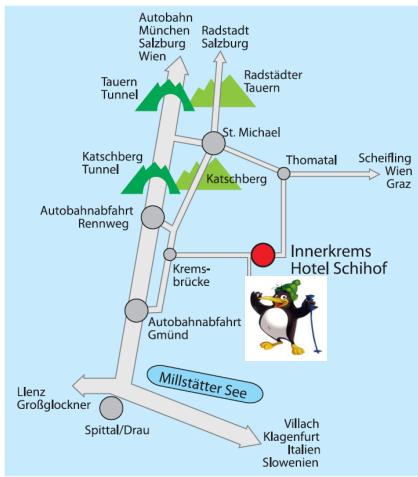 Autobahn
München
Salzburg
Wien
Radstadt
Salzburg
Tauern
Tunnel
Radstädter
Tauern
St. Michael
Thomatal
Scheifling
Wien
Graz
Katschberg
Tunnel
Katschberg
Autobahnabfahrt
Rennweg
Innerkrems
Hotel Schihof
Krems-
brücke
Autobahnabfahrt
Gmünd
Millstätter See
Llenz
Großglockner
Spittal/Drau
Villach
Klagenfurt
Italien
Slowenien